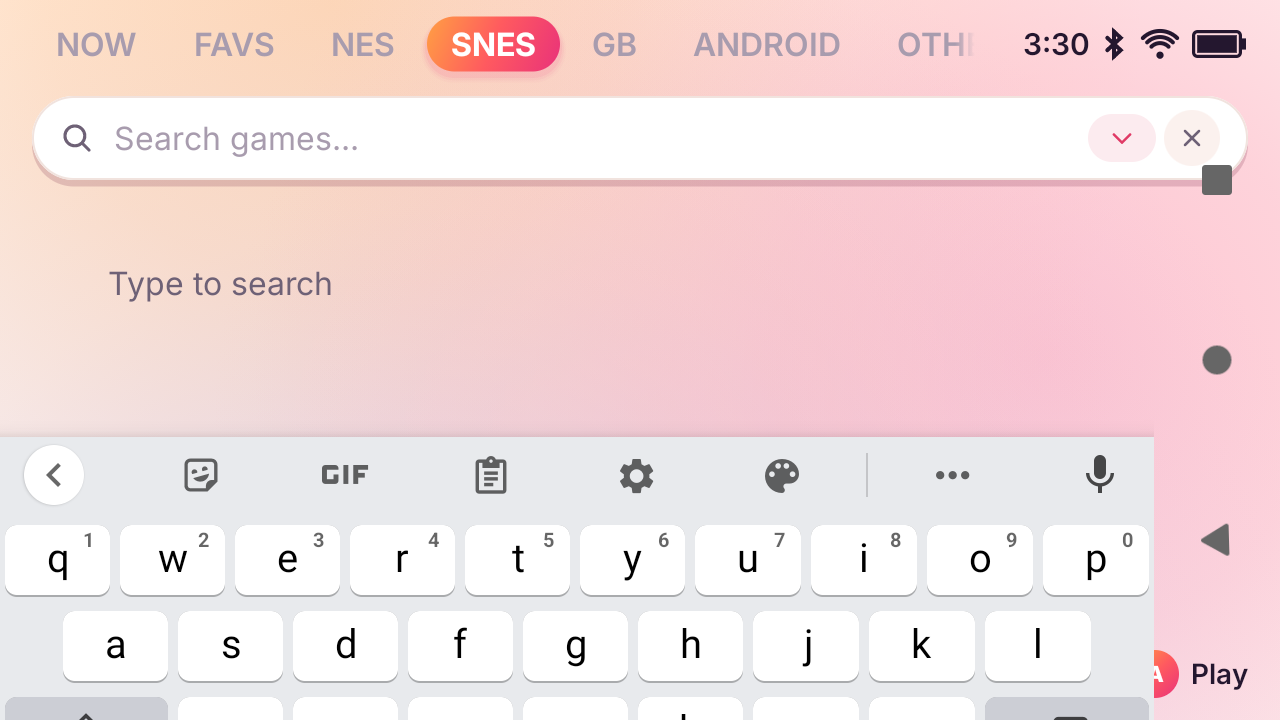 NOW FAVS NES SNES GB ANDROID OTH 3:30
Search games...
Type to search
GIF
q 1 w 2 e 3 r 4 t 5 y 6 u 7 i 8 o 9 p 0
a s d f g h j k l
A Play